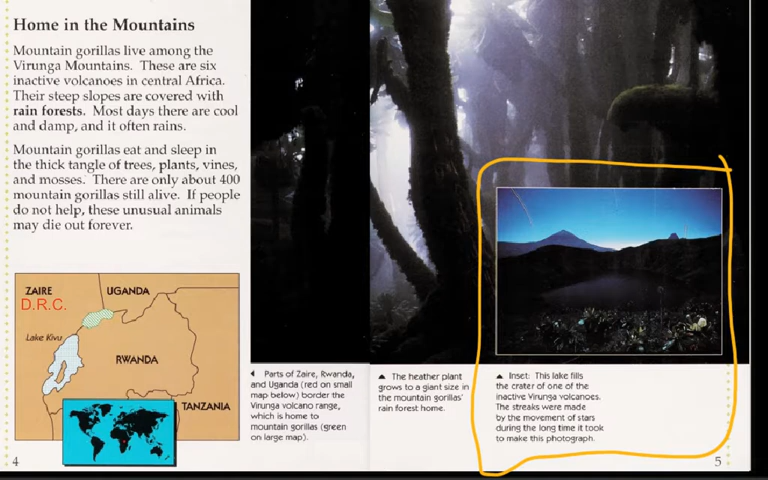 Home in the Mountains
Mountain gorillas live among the
Virunga Mountains. These are six
inactive volcanoes in central Africa.
Their steep slopes are covered with
rain forests. Most days there are cool
and damp, and it often rains.
Mountain gorillas eat and sleep in
the thick tangle of trees, plants, vines,
and mosses. There are only about 400
mountain gorillas still alive. If people
do not help, these unusual animals
may die out forever.
ZAIRE
D.R.C.
UGANDA
Lake Kivu
RWANDA
TANZANIA
4
◄ Parts of Zaire, Rwanda,
and Uganda (red on small
map below) border the
Virunga volcano range,
which is home to
mountain gorillas (green
on large map).
▲ The heather plant
grows to a giant size in
the mountain gorillas'
rain forest home.
▲ Inset: This lake fills
the crater of one of the
inactive Virunga volcanoes.
The streaks were made
by the movement of stars
during the long time it took
to make this photograph.
5